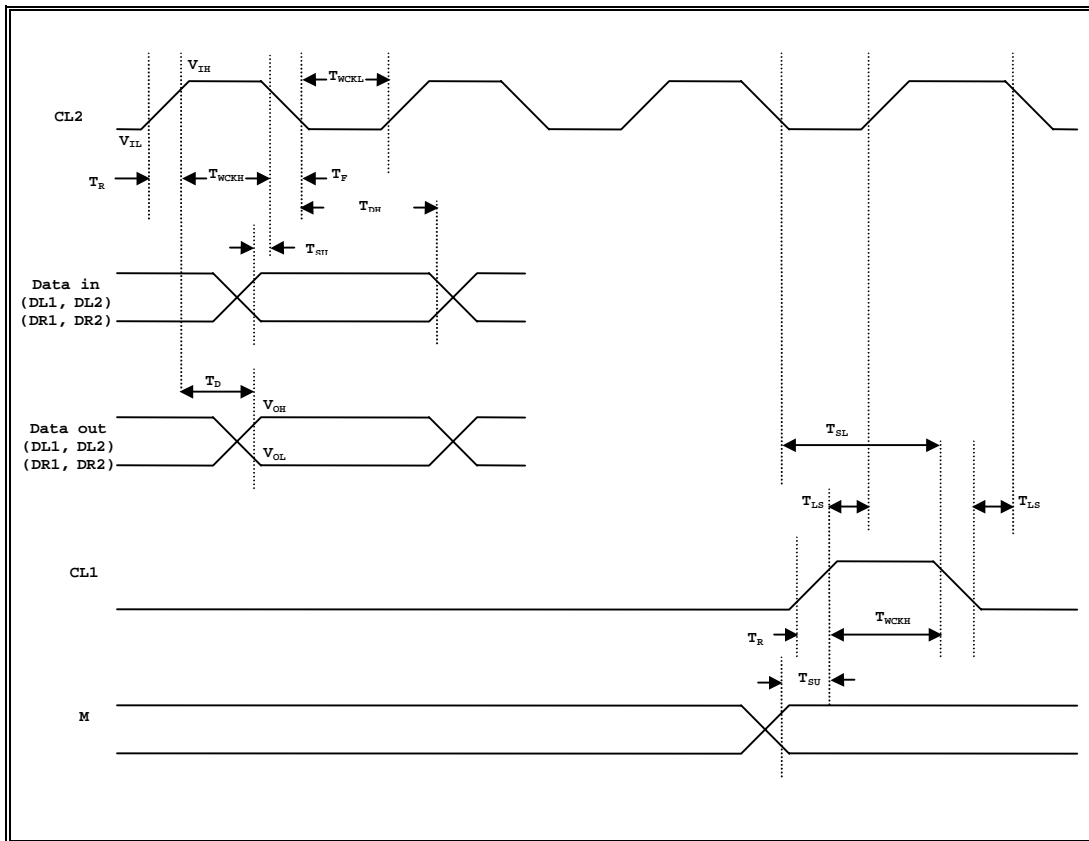 V_IH
T_WCKL
CL2
V_IL
T_R
T_WCKH
T_F
T_DH
T_SU
Data in
(DL1, DL2)
(DR1, DR2)
T_D
V_OH
Data out
(DL1, DL2)
(DR1, DR2)
V_OL
T_SL
T_LS
T_LS
CL1
T_R
T_WCKH
T_SU
M